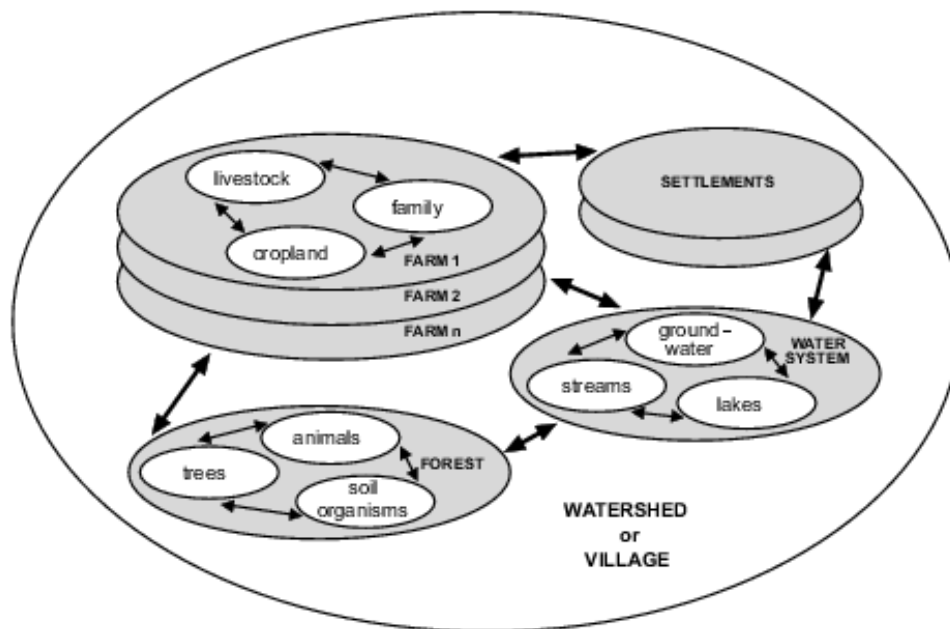 livestock
family
cropland
FARM 1
FARM 2
FARM n
SETTLEMENTS
ground–
water
WATER
SYSTEM
streams
lakes
animals
trees
FOREST
soil
organisms
WATERSHED
or
VILLAGE